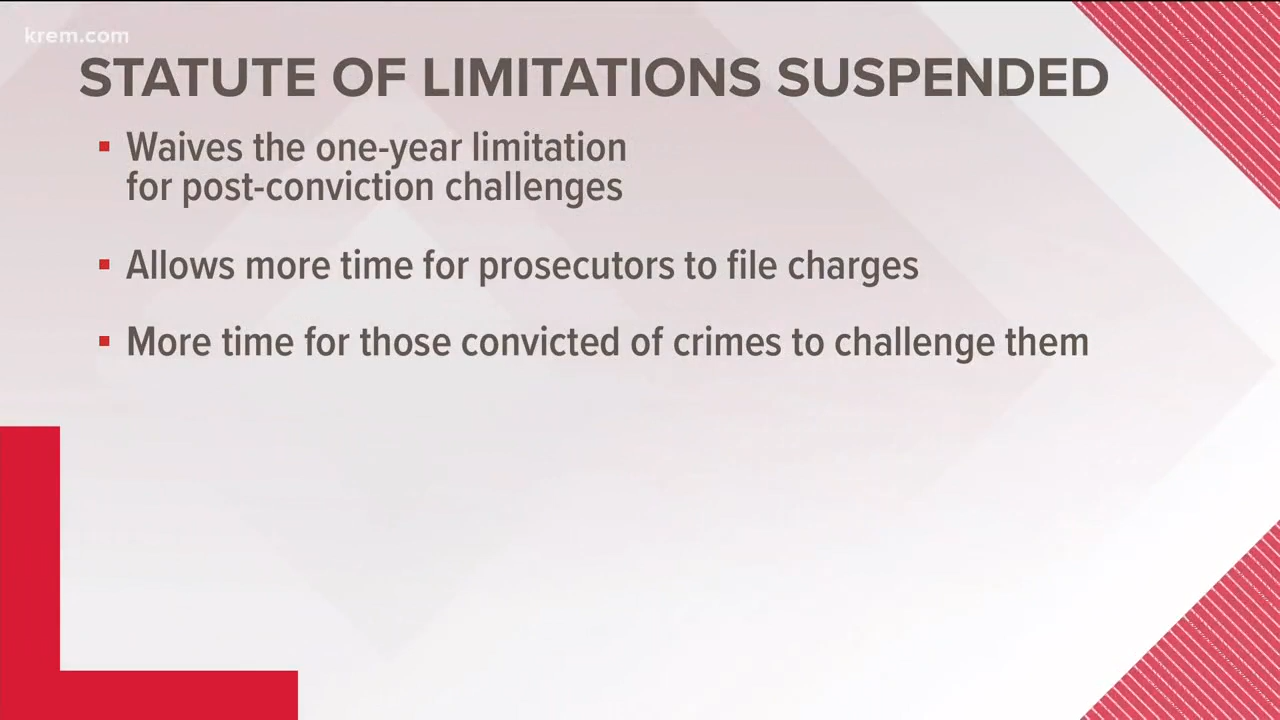 krem.com
STATUTE OF LIMITATIONS SUSPENDED
Waives the one-year limitation
for post-conviction challenges
Allows more time for prosecutors to file charges
More time for those convicted of crimes to challenge them